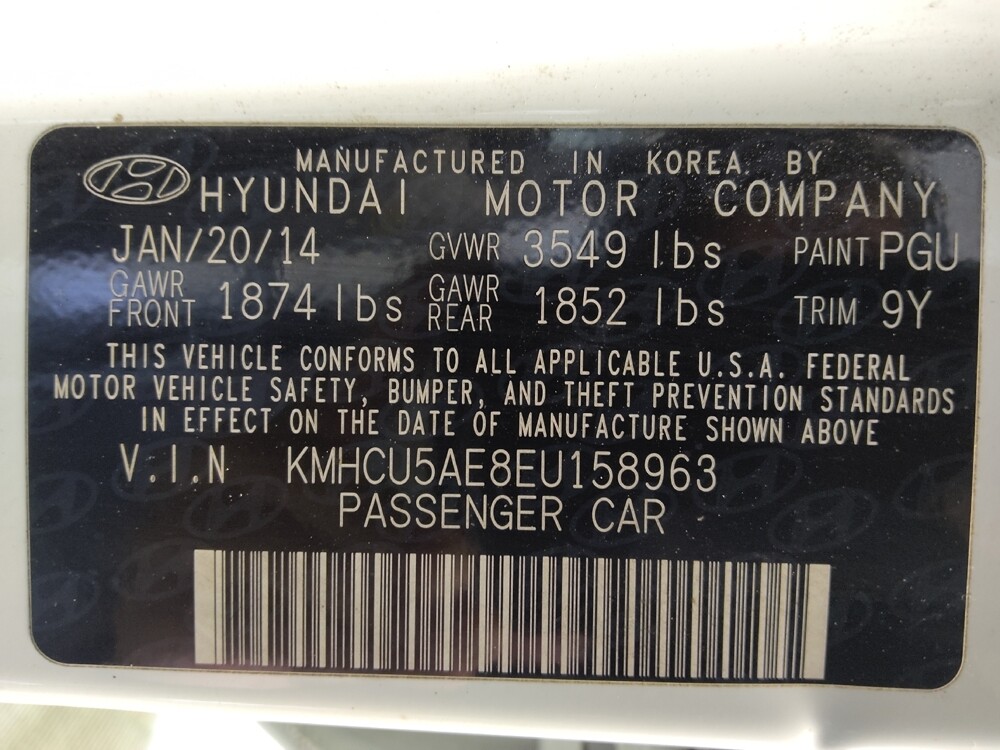 MANUFACTURED IN KOREA. BY
HYUNDAI MOTOR COMPANY
JAN/20/14 GVWR 3549 lbs PAINT PGU
GAWR FRONT 1874 lbs GAWR REAR 1852 lbs TRIM 9Y
THIS VEHICLE CONFORMS TO ALL APPLICABLE U.S.A. FEDERAL
MOTOR VEHICLE SAFETY, BUMPER, AND THEFT PREVENTION STANDARDS
IN EFFECT ON THE DATE OF MANUFACTURE SHOWN ABOVE
V.I.N KMHCU5AE8EU158963
PASSENGER CAR